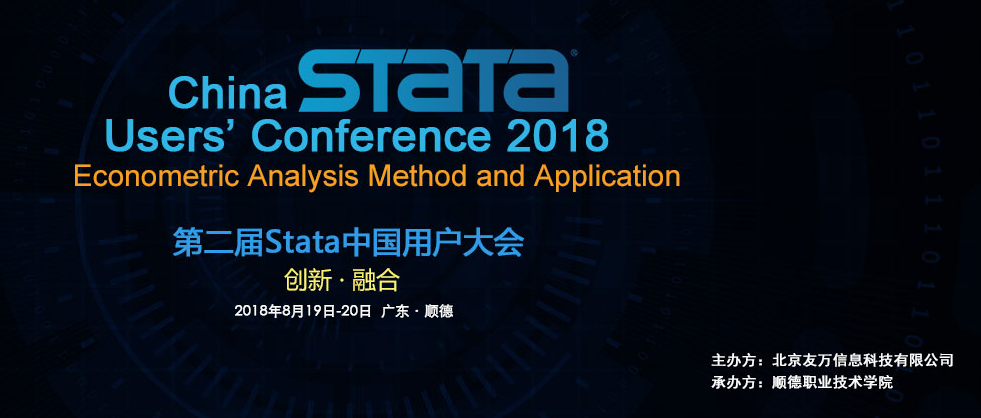 China STaTa®
Users’ Conference 2018
Econometric Analysis Method and Application
第二届Stata中国用户大会
创新·融合
2018年8月19日-20日 广东·顺德
主办方：北京友万信息科技有限公司
承办方：顺德职业技术学院